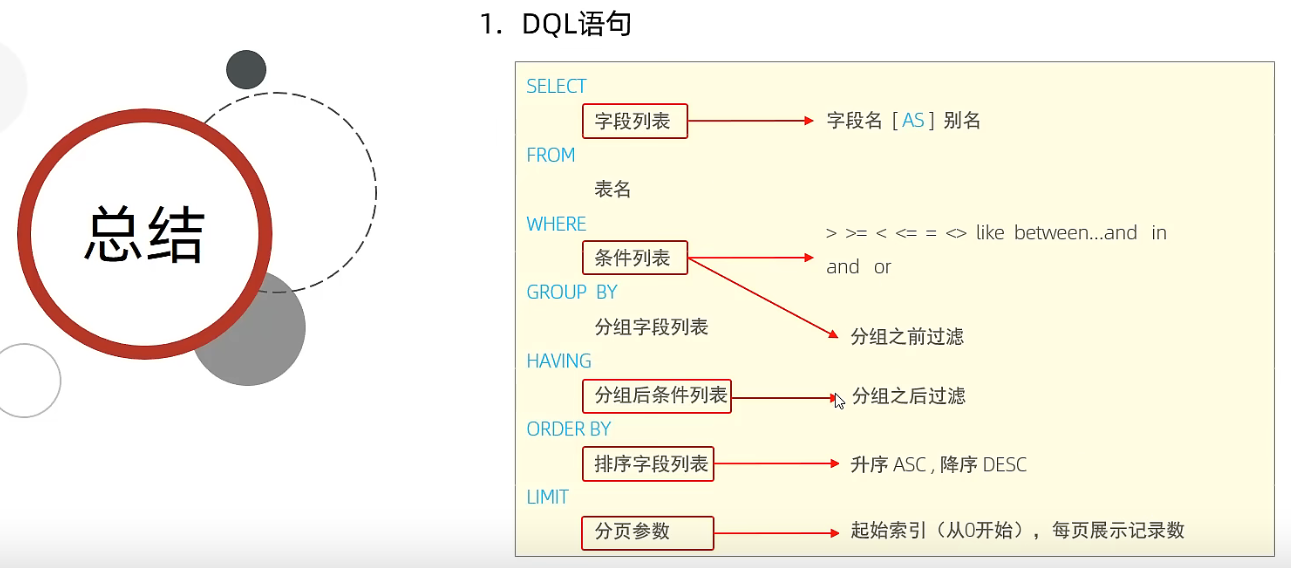 总结
1. DQL语句
SELECT
字段列表
字段名 [ AS ] 别名
FROM
表名
WHERE
条件列表
> >= < <= = <> like between...and in
and or
分组之前过滤
GROUP BY
分组字段列表
HAVING
分组后条件列表
分组之后过滤
ORDER BY
排序字段列表
升序 ASC , 降序 DESC
LIMIT
分页参数
起始索引（从0开始），每页展示记录数